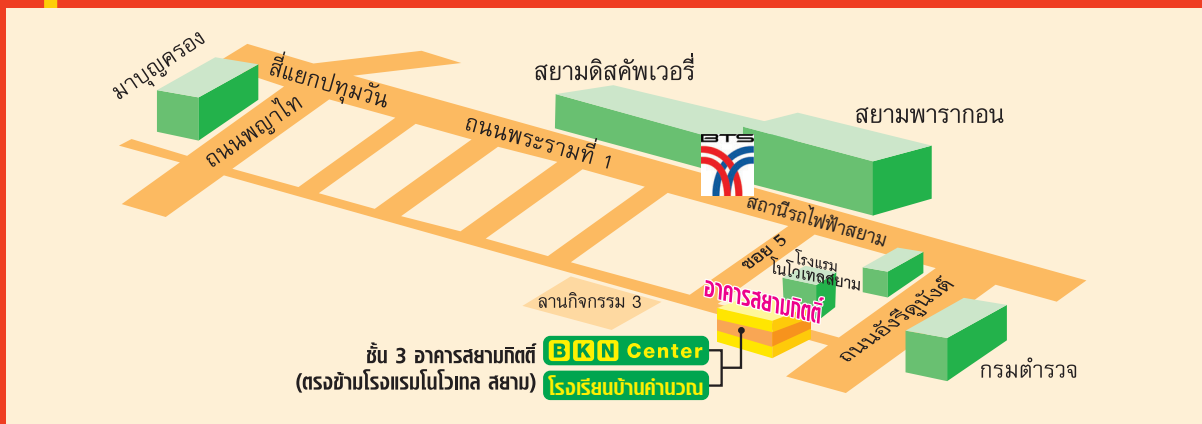 มาบุญครอง
สี่แยกปทุมวัน
ถนนพญาไท
ถนนพระรามที่ 1
สยามดิสคัพเวอรี่
สยามพารากอน
BTS
สถานีรถไฟฟ้าสยาม
ซอย 5
โรงแรม
โนโวเทลสยาม
อาคารสยามกิตติ์
ลานกิจกรรม 3
ถนนอังรีดูนังต์
กรมตำรวจ
ชั้น 3 อาคารสยามกิตติ์
(ตรงข้ามโรงแรมโนโวเทล สยาม)
BKN Center
โรงเรียนบ้านคำนวณ